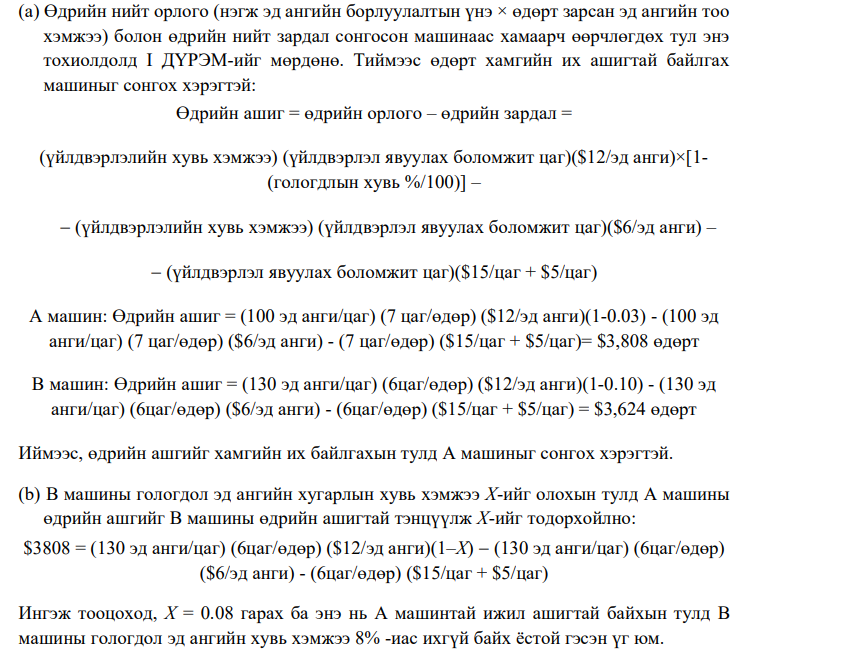 (a) Өдрийн нийт орлого (нэгж эд ангийн борлуулалтын үнэ × өдөрт зарсан эд ангийн тоо
хэмжээ) болон өдрийн нийт зардал сонгосон машинаас хамаарч өөрчлөгдөх тул энэ
тохиолдолд I ДҮРЭМ-ийг мөрдөнө. Тиймээс өдөрт хамгийн их ашигтай байлгах
машиныг сонгох хэрэгтэй:
Өдрийн ашиг = өдрийн орлого – өдрийн зардал =
(үйлдвэрлэлийн хувь хэмжээ) (үйлдвэрлэл явуулах боломжит цаг)($12/эд анги)×[1-
(гологдлын хувь %/100)] –
– (үйлдвэрлэлийн хувь хэмжээ) (үйлдвэрлэл явуулах боломжит цаг)($6/эд анги) –
– (үйлдвэрлэл явуулах боломжит цаг)($15/цаг + $5/цаг)
А машин: Өдрийн ашиг = (100 эд анги/цаг) (7 цаг/өдөр) ($12/эд анги)(1-0.03) - (100 эд
анги/цаг) (7 цаг/өдөр) ($6/эд анги) - (7 цаг/өдөр) ($15/цаг + $5/цаг)= $3,808 өдөрт
В машин: Өдрийн ашиг = (130 эд анги/цаг) (6цаг/өдөр) ($12/эд анги)(1-0.10) - (130 эд
анги/цаг) (6цаг/өдөр) ($6/эд анги) - (6цаг/өдөр) ($15/цаг + $5/цаг) = $3,624 өдөрт
Иймээс, өдрийн ашгийг хамгийн их байлгахын тулд А машиныг сонгох хэрэгтэй.
(b) В машины гологдол эд ангийн хугарлын хувь хэмжээ X-ийг олохын тулд А машины
өдрийн ашгийг В машины өдрийн ашигтай тэнцүүлж X-ийг тодорхойлно:
$3808 = (130 эд анги/цаг) (6цаг/өдөр) ($12/эд анги)(1–X) − (130 эд анги/цаг) (6цаг/өдөр)
($6/эд анги) - (6цаг/өдөр) ($15/цаг + $5/цаг)
Ингэж тооцоход, X = 0.08 гарах ба энэ нь А машинтай ижил ашигтай байхын тулд В
машины гологдол эд ангийн хувь хэмжээ 8% -иас ихгүй байх ёстой гэсэн үг юм.